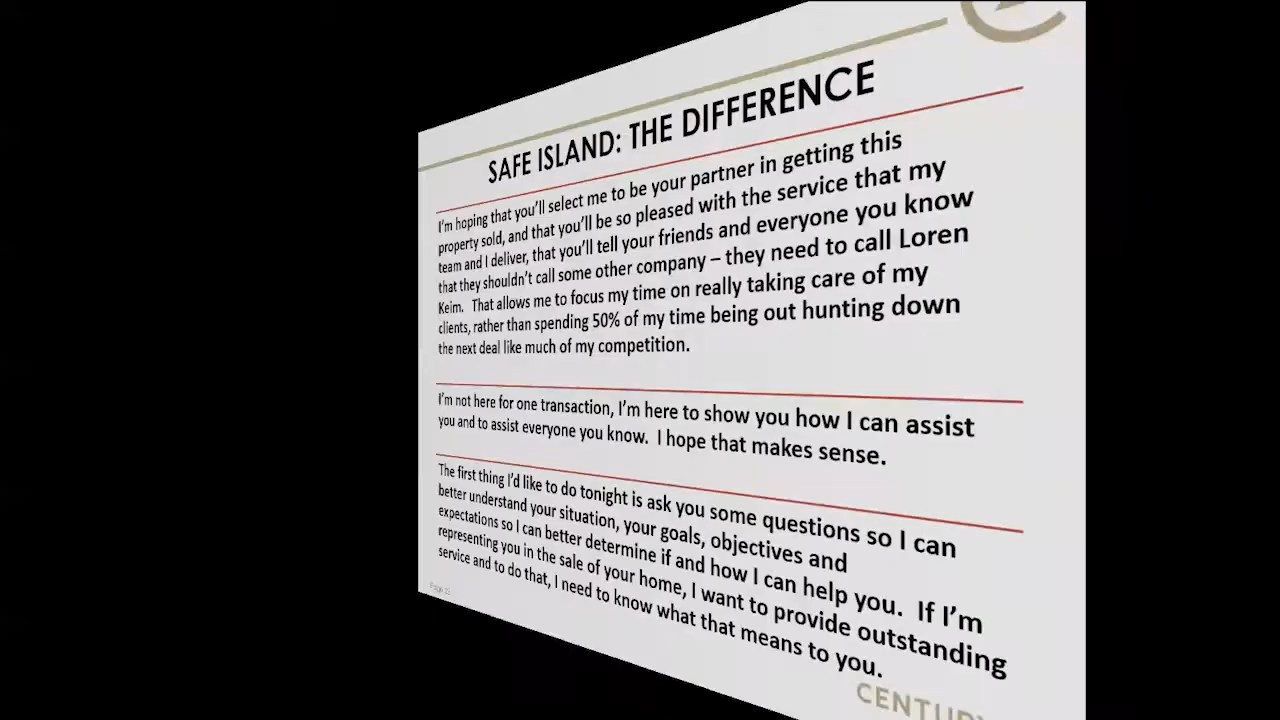 SAFE ISLAND: THE DIFFERENCE
I'm hoping that you'll select me to be your partner in getting this
property sold, and that you'll be so pleased with the service that my
team and I deliver, that you'll tell your friends and everyone you know
that they shouldn't call some other company – they need to call Loren
Keim.  That allows me to focus my time on really taking care of my
clients, rather than spending 50% of my time being out hunting down
the next deal like much of my competition.
I'm not here for one transaction, I'm here to show you how I can assist
you and to assist everyone you know.  I hope that makes sense.
The first thing I'd like to do tonight is ask you some questions so I can
better understand your situation, your goals, objectives and
expectations so I can better determine if and how I can help you.  If I'm
representing you in the sale of your home, I want to provide outstanding
service and to do that, I need to know what that means to you.